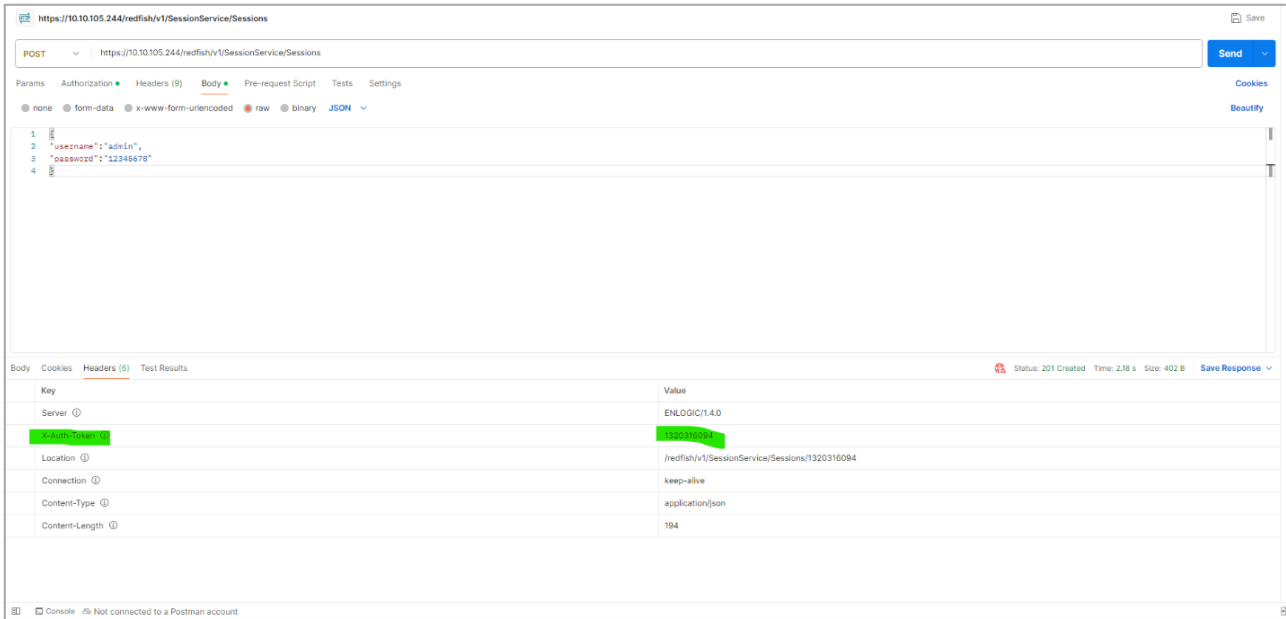 https://10.10.105.244/redfish/v1/SessionService/Sessions
Save
POST https://10.10.105.244/redfish/v1/SessionService/Sessions Send
Params Authorization Headers (9) Body Pre-request Script Tests Settings Cookies
none form-data x-www-form-urlencoded raw binary JSON Beautify
1 {
2 "username":"admin",
3 "password":"12345678"
4 }
Body Cookies Headers (6) Test Results Status: 201 Created Time: 2.18 s Size: 402 B Save Response
Key Value
Server ENLOGIC/1.4.0
X-Auth-Token 1320316094
Location /redfish/v1/SessionService/Sessions/1320316094
Connection keep-alive
Content-Type application/json
Content-Length 194
Console Not connected to a Postman account